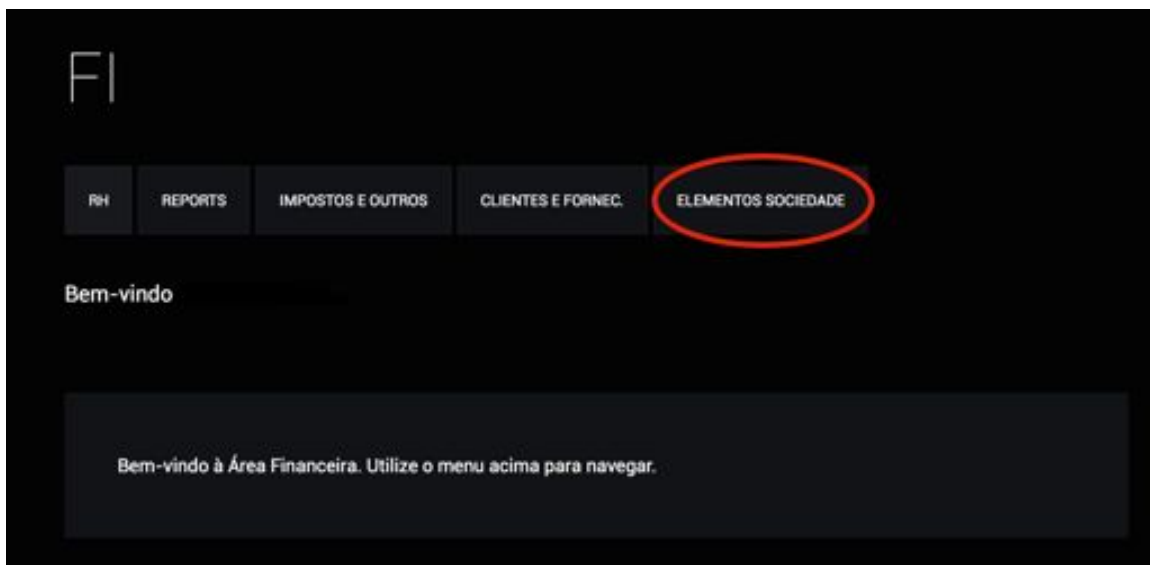 FI
RH REPORTS IMPOSTOS E OUTROS CLIENTES E FORNEC. ELEMENTOS SOCIEDADE
Bem-vindo
Bem-vindo à Área Financeira. Utilize o menu acima para navegar.